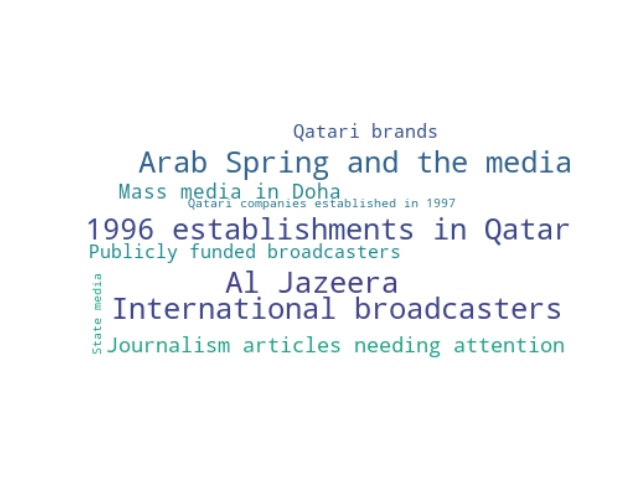 Qatari brands
Arab Spring and the media
Mass media in Doha
Qatari companies established in 1997
1996 establishments in Qatar
Publicly funded broadcasters
Al Jazeera
International broadcasters
State media
Journalism articles needing attention